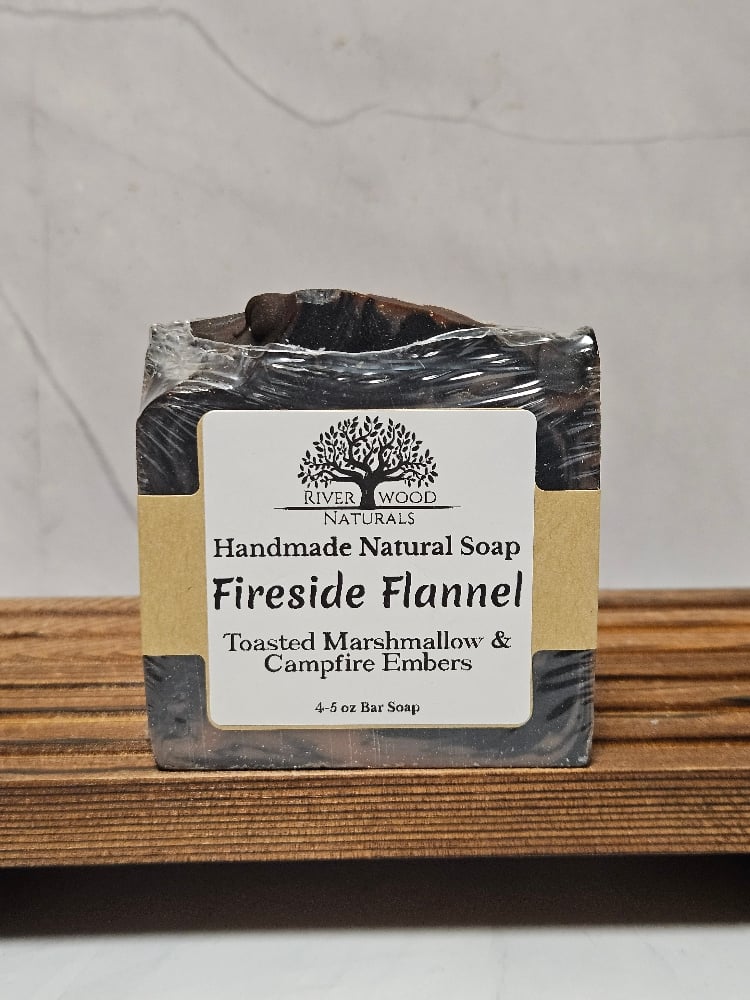 River Wood
Naturals
Handmade Natural Soap
Fireside Flannel
Toasted Marshmallow &
Campfire Embers
4-5 oz Bar Soap